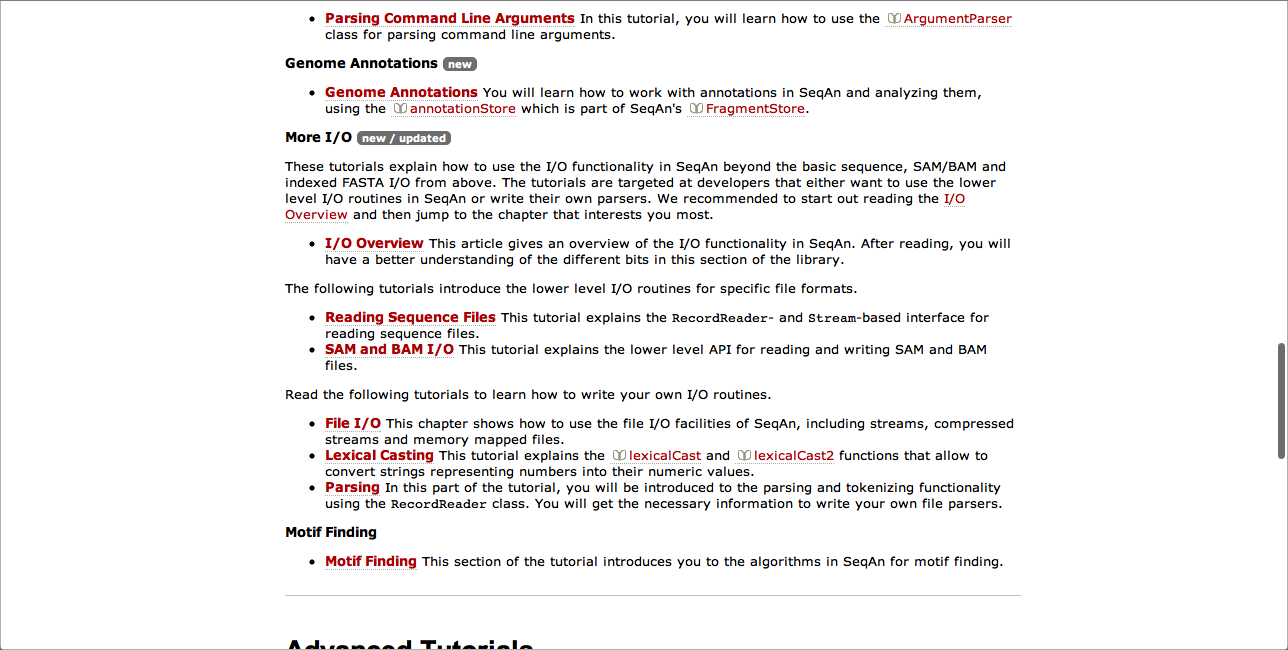 Parsing Command Line Arguments In this tutorial, you will learn how to use the ArgumentParser
class for parsing command line arguments.
Genome Annotations new
Genome Annotations You will learn how to work with annotations in SeqAn and analyzing them,
using the annotationStore which is part of SeqAn's FragmentStore.
More I/O new / updated
These tutorials explain how to use the I/O functionality in SeqAn beyond the basic sequence, SAM/BAM and
indexed FASTA I/O from above. The tutorials are targeted at developers that either want to use the lower
level I/O routines in SeqAn or write their own parsers. We recommended to start out reading the I/O
Overview and then jump to the chapter that interests you most.
I/O Overview This article gives an overview of the I/O functionality in SeqAn. After reading, you will
have a better understanding of the different bits in this section of the library.
The following tutorials introduce the lower level I/O routines for specific file formats.
Reading Sequence Files This tutorial explains the RecordReader- and Stream-based interface for
reading sequence files.
SAM and BAM I/O This tutorial explains the lower level API for reading and writing SAM and BAM
files.
Read the following tutorials to learn how to write your own I/O routines.
File I/O This chapter shows how to use the file I/O facilities of SeqAn, including streams, compressed
streams and memory mapped files.
Lexical Casting This tutorial explains the lexicalCast and lexicalCast2 functions that allow to
convert strings representing numbers into their numeric values.
Parsing In this part of the tutorial, you will be introduced to the parsing and tokenizing functionality
using the RecordReader class. You will get the necessary information to write your own file parsers.
Motif Finding
Motif Finding This section of the tutorial introduces you to the algorithms in SeqAn for motif finding.
Advanced Tutorials